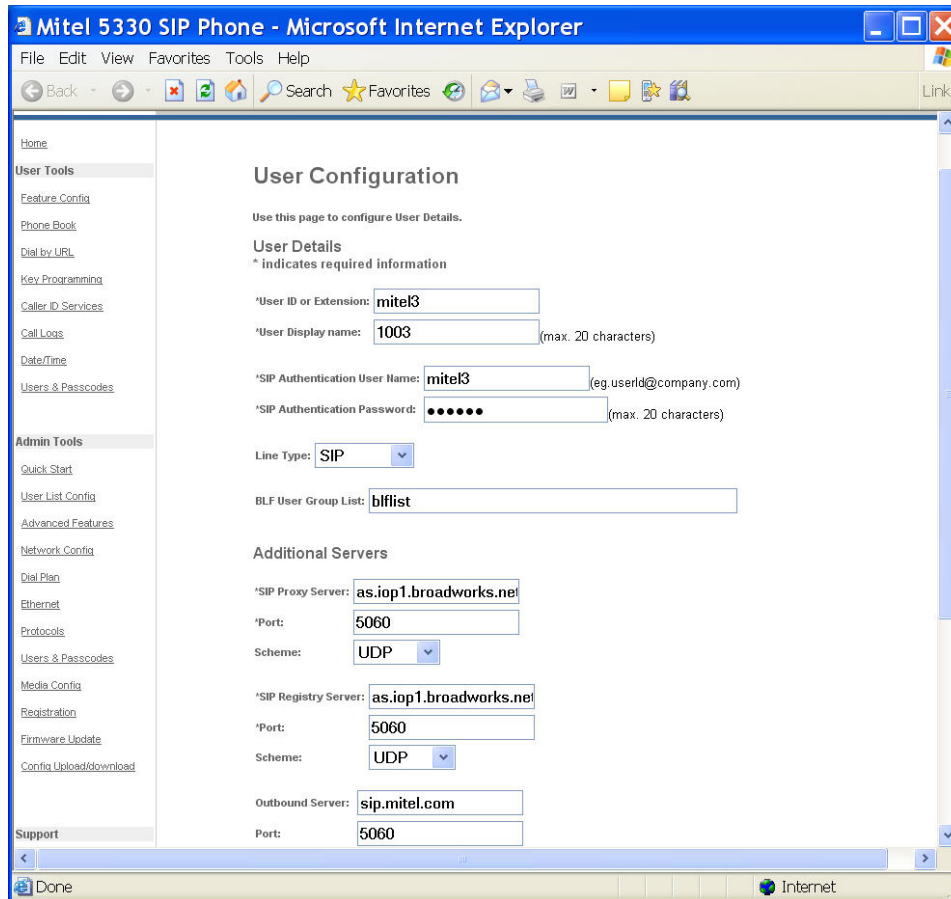 Mitel 5330 SIP Phone - Microsoft Internet Explorer
File Edit View Favorites Tools Help
Back Search Favorites Link
Home
User Tools
Feature Config
Phone Book
Dial by URL
Key Programming
Caller ID Services
Call Logs
Date/Time
Users & Passcodes
Admin Tools
Quick Start
User List Config
Advanced Features
Network Config
Dial Plan
Ethernet
Protocols
Users & Passcodes
Media Config
Registration
Firmware Update
Config Upload/download
Support
User Configuration
Use this page to configure User Details.
User Details
* indicates required information
*User ID or Extension: mitel3
*User Display name: 1003 (max. 20 characters)
*SIP Authentication User Name: mitel3 (eg.userId@company.com)
*SIP Authentication Password: ●●●●●● (max. 20 characters)
Line Type: SIP
BLF User Group List: blflist
Additional Servers
*SIP Proxy Server: as.iop1.broadworks.net
*Port: 5060
Scheme: UDP
*SIP Registry Server: as.iop1.broadworks.net
*Port: 5060
Scheme: UDP
Outbound Server: sip.mitel.com
Port: 5060
Done Internet